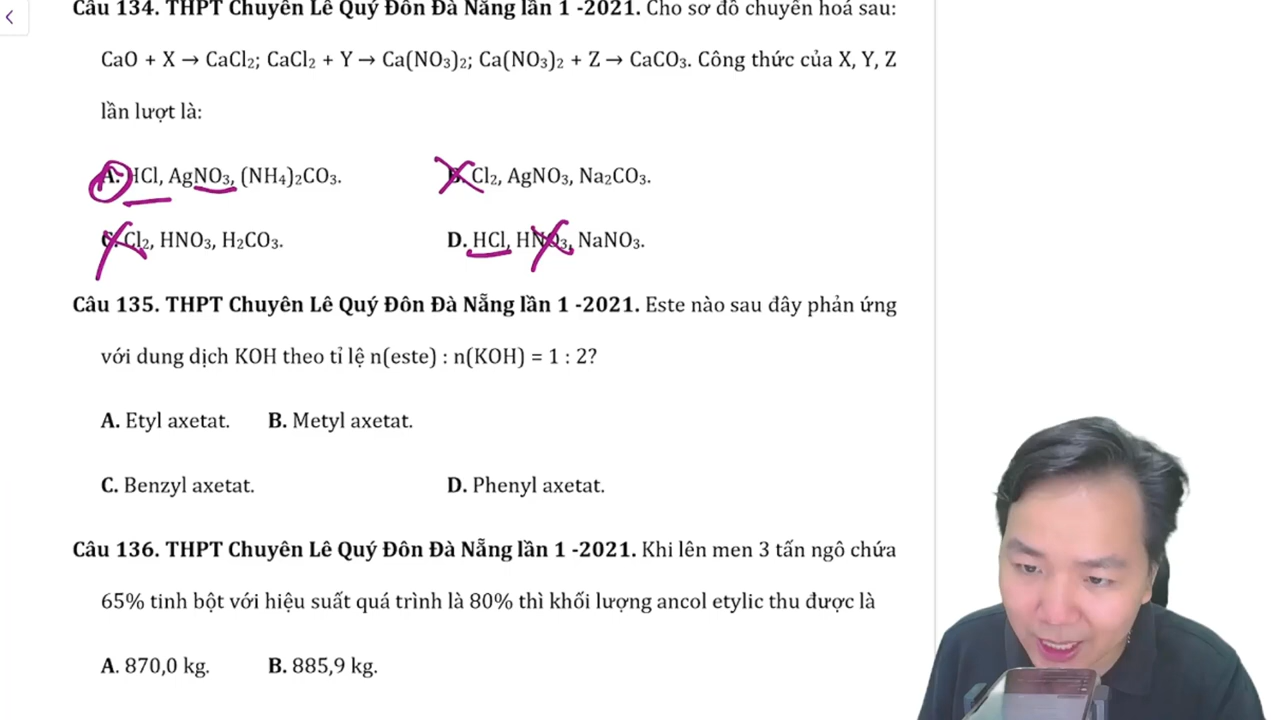 Câu 134. THPT Chuyên Lê Quý Đôn Đà Nẵng lần 1 -2021. Cho sơ đồ chuyển hoá sau:
CaO + X → CaCl₂; CaCl₂ + Y → Ca(NO₃)₂; Ca(NO₃)₂ + Z → CaCO₃. Công thức của X, Y, Z
lần lượt là:
A. HCl, AgNO₃, (NH₄)₂CO₃. B. Cl₂, AgNO₃, Na₂CO₃.
C. Cl₂, HNO₃, H₂CO₃. D. HCl, HNO₃, NaNO₃.
Câu 135. THPT Chuyên Lê Quý Đôn Đà Nẵng lần 1 -2021. Este nào sau đây phản ứng
với dung dịch KOH theo tỉ lệ n(este) : n(KOH) = 1 : 2?
A. Etyl axetat. B. Metyl axetat.
C. Benzyl axetat. D. Phenyl axetat.
Câu 136. THPT Chuyên Lê Quý Đôn Đà Nẵng lần 1 -2021. Khi lên men 3 tấn ngô chứa
65% tinh bột với hiệu suất quá trình là 80% thì khối lượng ancol etylic thu được là
A. 870,0 kg. B. 885,9 kg.